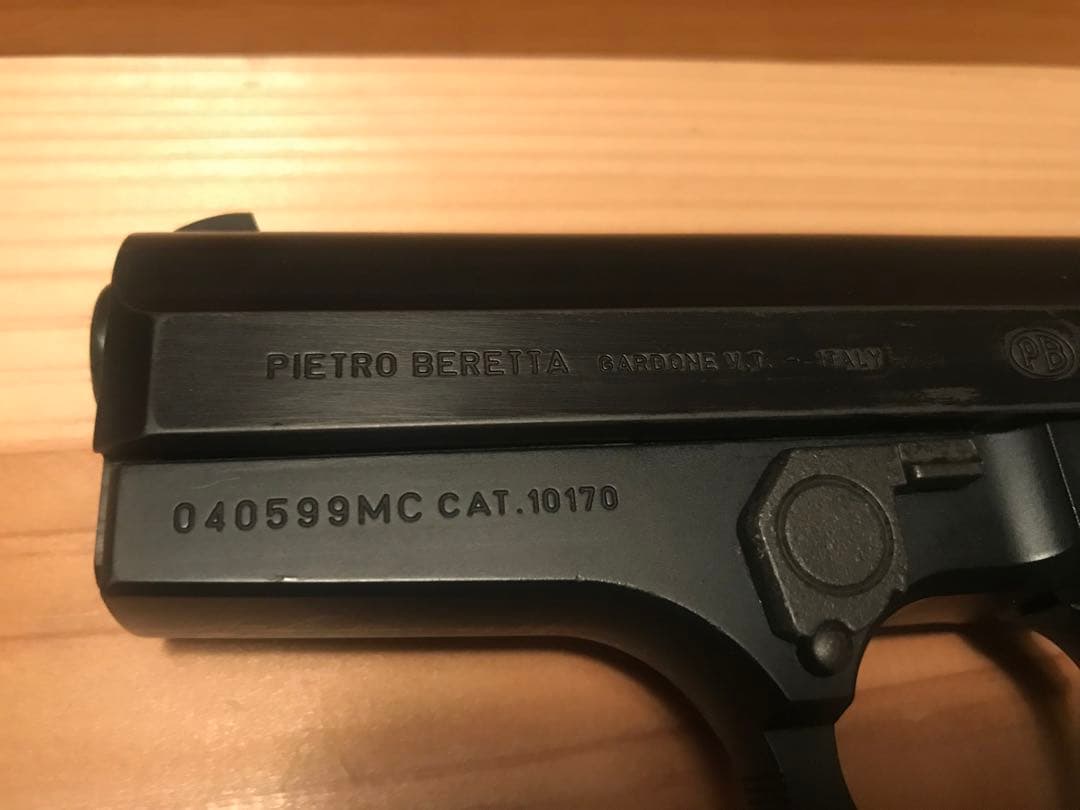 PIETRO BERETTA GARDONE V.T. - ITALY PB
040599MC CAT.10170